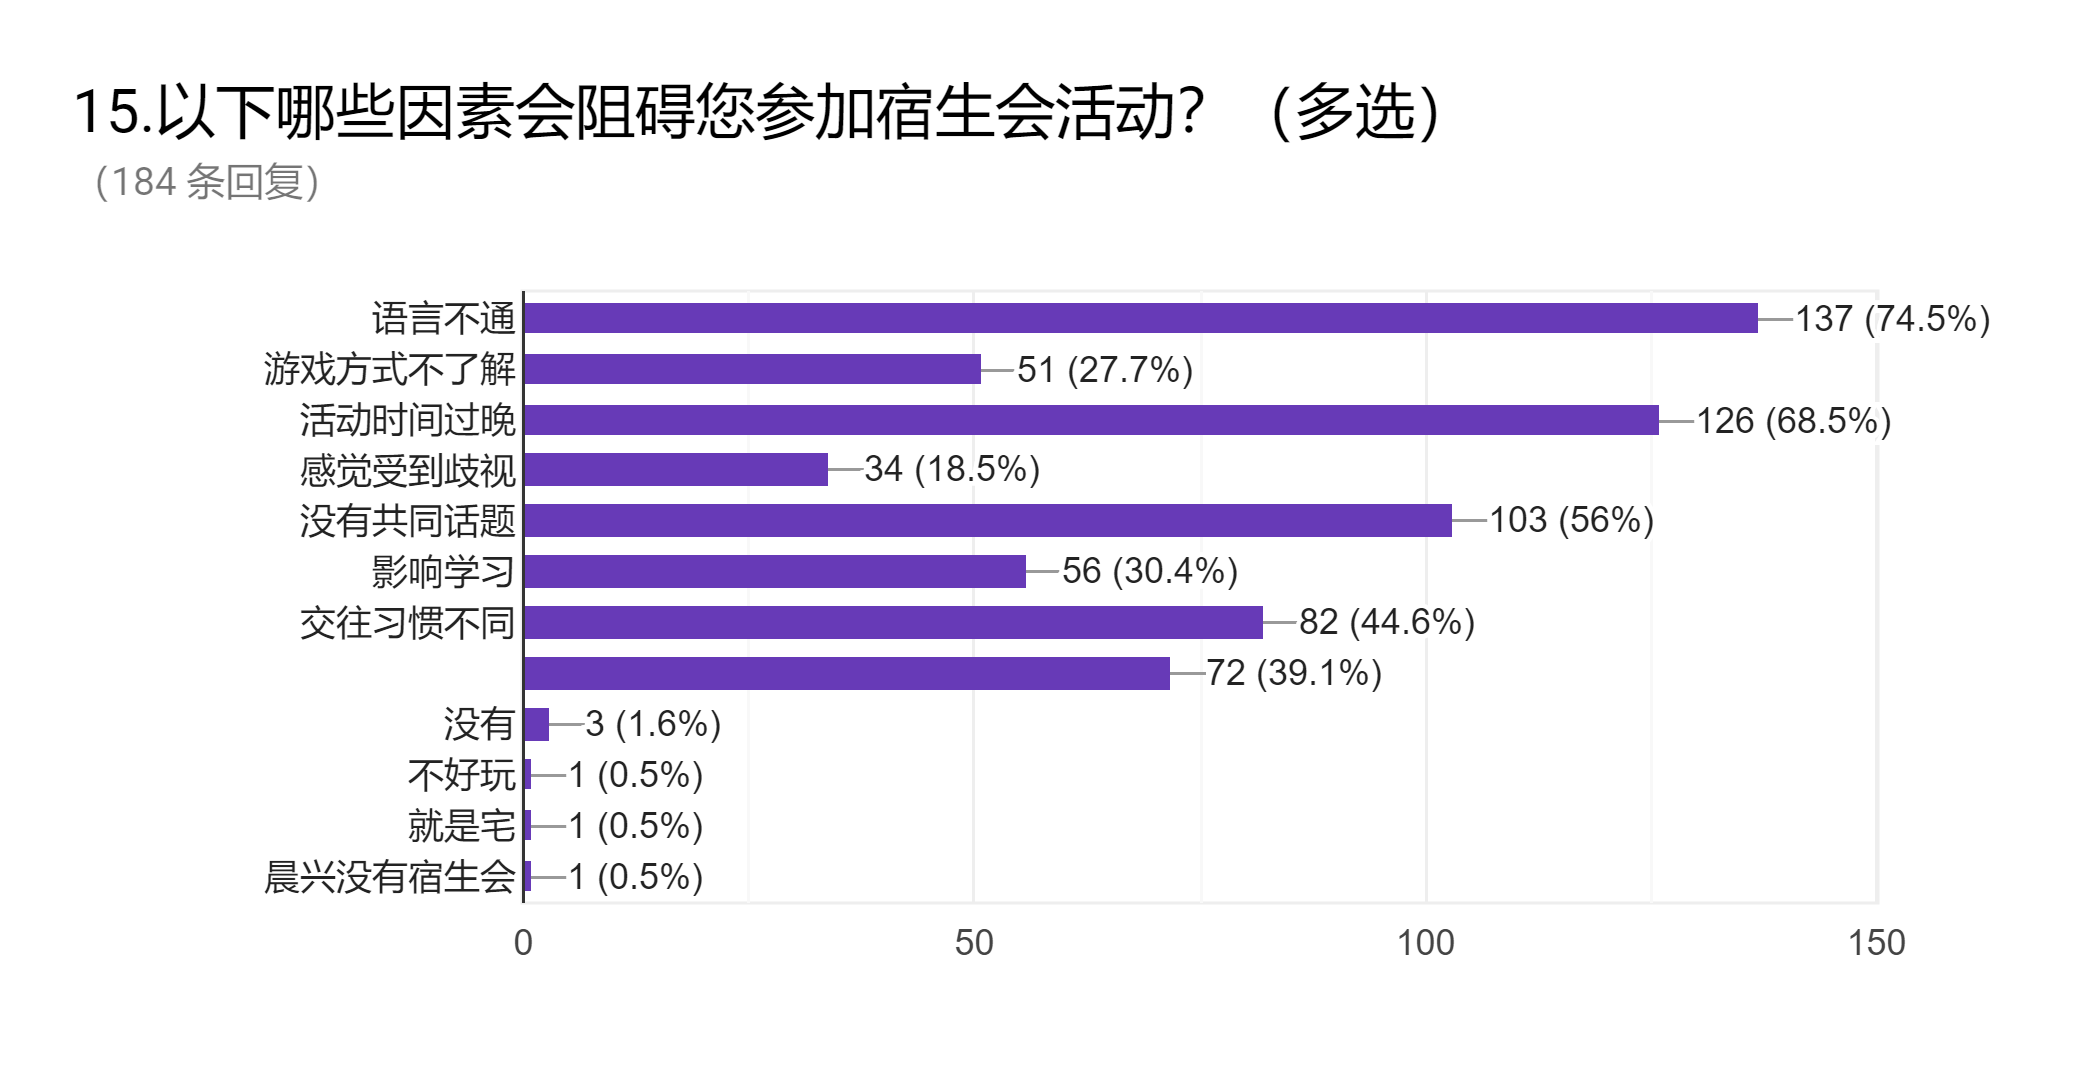 15.以下哪些因素会阻碍您参加宿生会活动？（多选）
（184 条回复）
语言不通 137 (74.5%)
游戏方式不了解 51 (27.7%)
活动时间过晚 126 (68.5%)
感觉受到歧视 34 (18.5%)
没有共同话题 103 (56%)
影响学习 56 (30.4%)
交往习惯不同 82 (44.6%)
72 (39.1%)
没有 3 (1.6%)
不好玩 1 (0.5%)
就是宅 1 (0.5%)
晨兴没有宿生会 1 (0.5%)
0 50 100 150